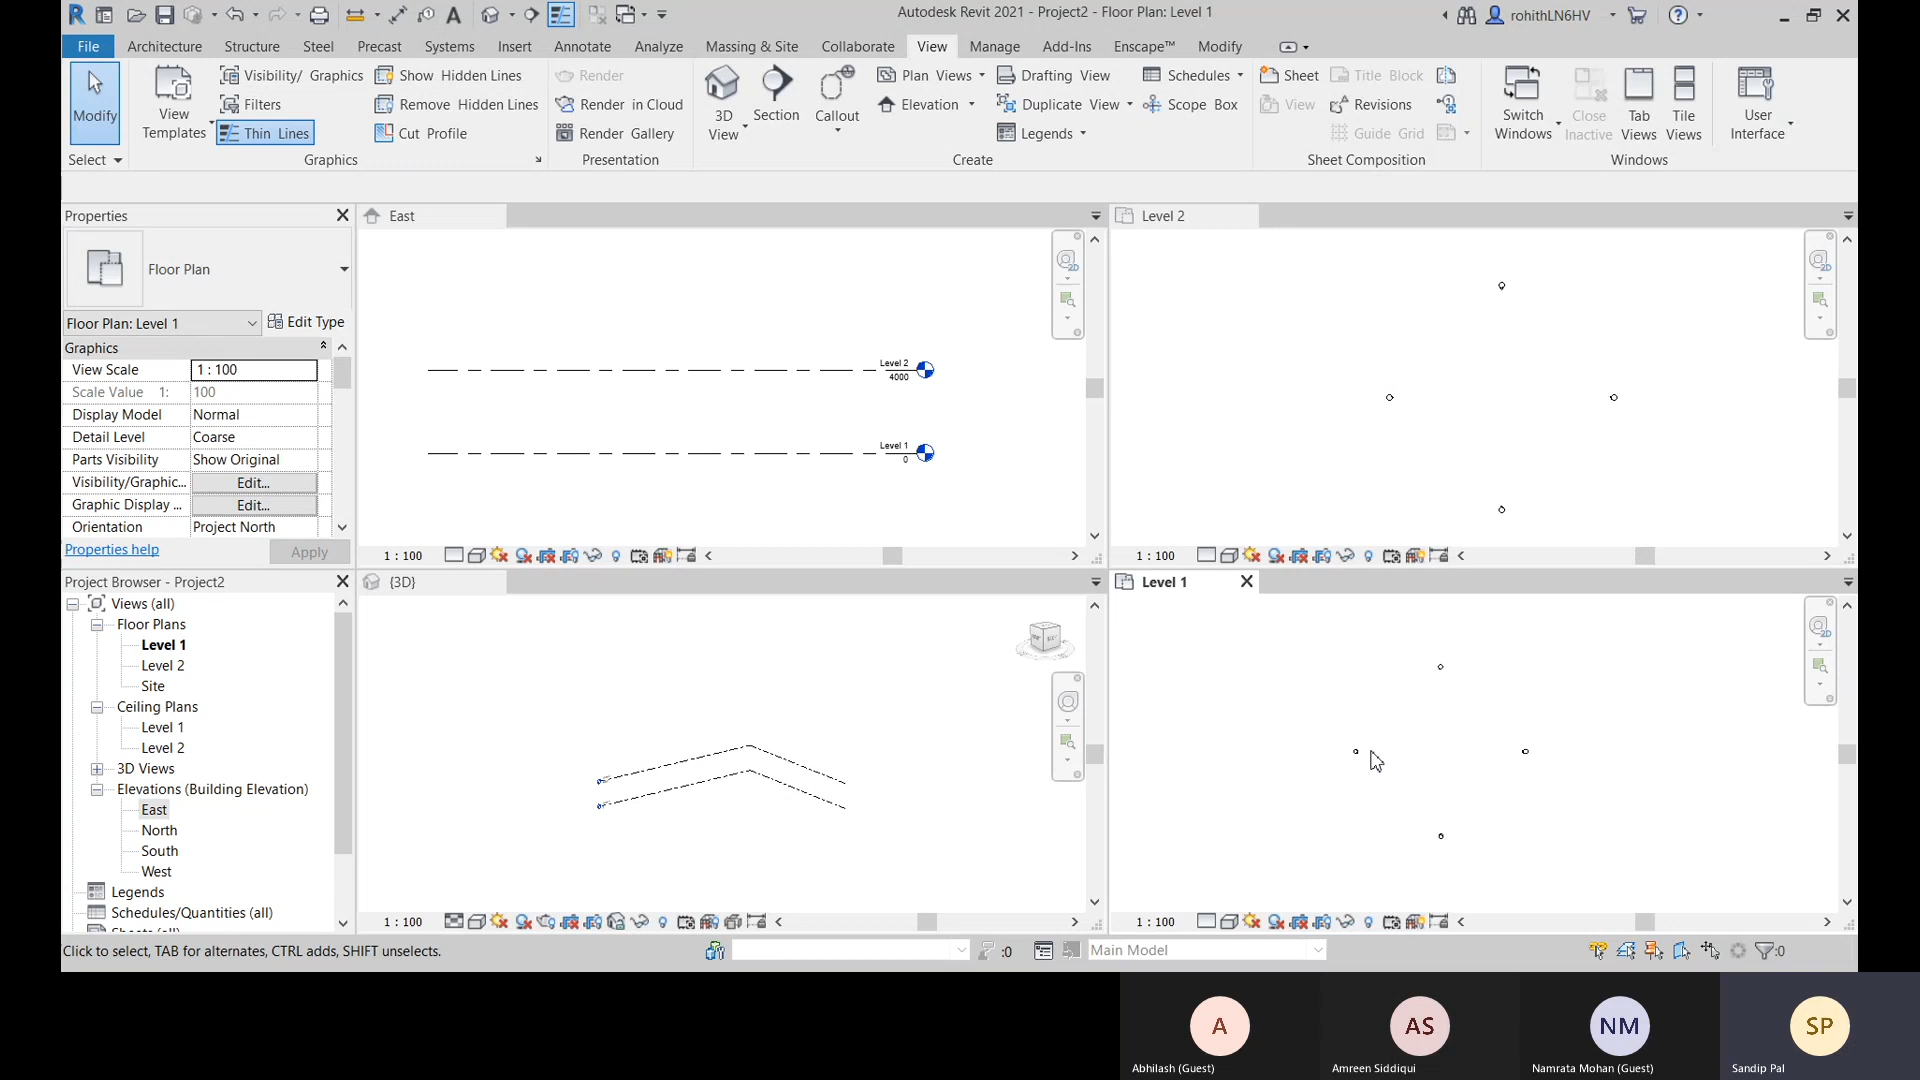 Autodesk Revit 2021 - Project2 - Floor Plan: Level 1
rohithLN6HV
File Architecture Structure Steel Precast Systems Insert Annotate Analyze Massing & Site Collaborate View Manage Add-Ins Enscape™ Modify
Modify
Select
View
Templates
Visibility/ Graphics
Filters
Thin Lines
Show Hidden Lines
Remove Hidden Lines
Cut Profile
Graphics
Render
Render in Cloud
Render Gallery
Presentation
3D
View
Section
Callout
Plan Views
Elevation
Drafting View
Duplicate View
Legends
Schedules
Scope Box
Create
Sheet
View
Title Block
Revisions
Guide Grid
Sheet Composition
Switch
Windows
Close
Inactive
Tab
Views
Tile
Views
Windows
User
Interface
Properties
Floor Plan
Floor Plan: Level 1
Edit Type
Graphics
View Scale 1 : 100
Scale Value 1: 100
Display Model Normal
Detail Level Coarse
Parts Visibility Show Original
Visibility/Graphic... Edit...
Graphic Display ... Edit...
Orientation Project North
Properties help Apply
Project Browser - Project2
Views (all)
Floor Plans
Level 1
Level 2
Site
Ceiling Plans
Level 1
Level 2
3D Views
Elevations (Building Elevation)
East
North
South
West
Legends
Schedules/Quantities (all)
East
Level 2
4000
Level 1
0
1 : 100
Level 2
2D
1 : 100
{3D}
1 : 100
Level 1
2D
1 : 100
Click to select, TAB for alternates, CTRL adds, SHIFT unselects.
:0
Main Model
:0
A
Abhilash (Guest)
AS
Amreen Siddiqui
NM
Namrata Mohan (Guest)
SP
Sandip Pal